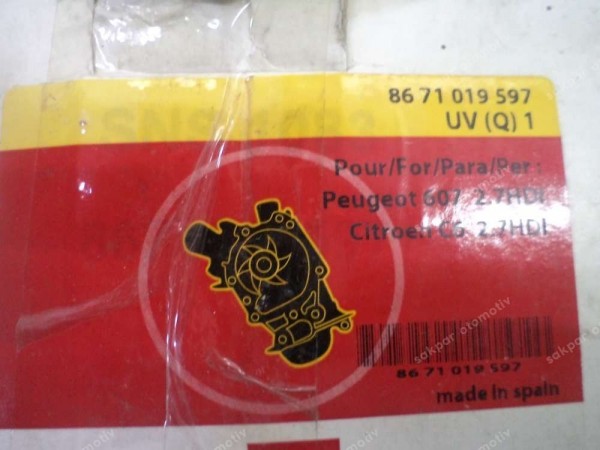 86 71 019 597
UV (Q) 1
Pour/For/Para/Per :
Peugeot 607 2.7HDI
Citroen C6 2.7HDI
86 71 019 597
made in spain
sakpar otomotiv